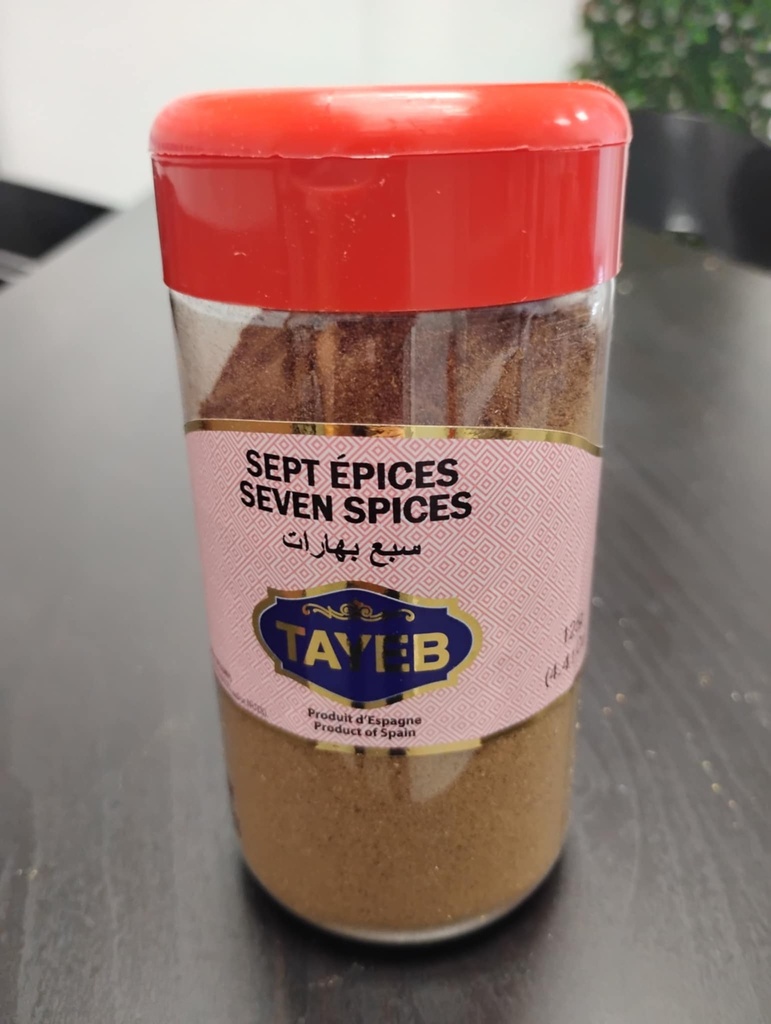 SEPT ÉPICES
SEVEN SPICES
سبع بهارات
TAYEB
Produit d'Espagne
Product of Spain